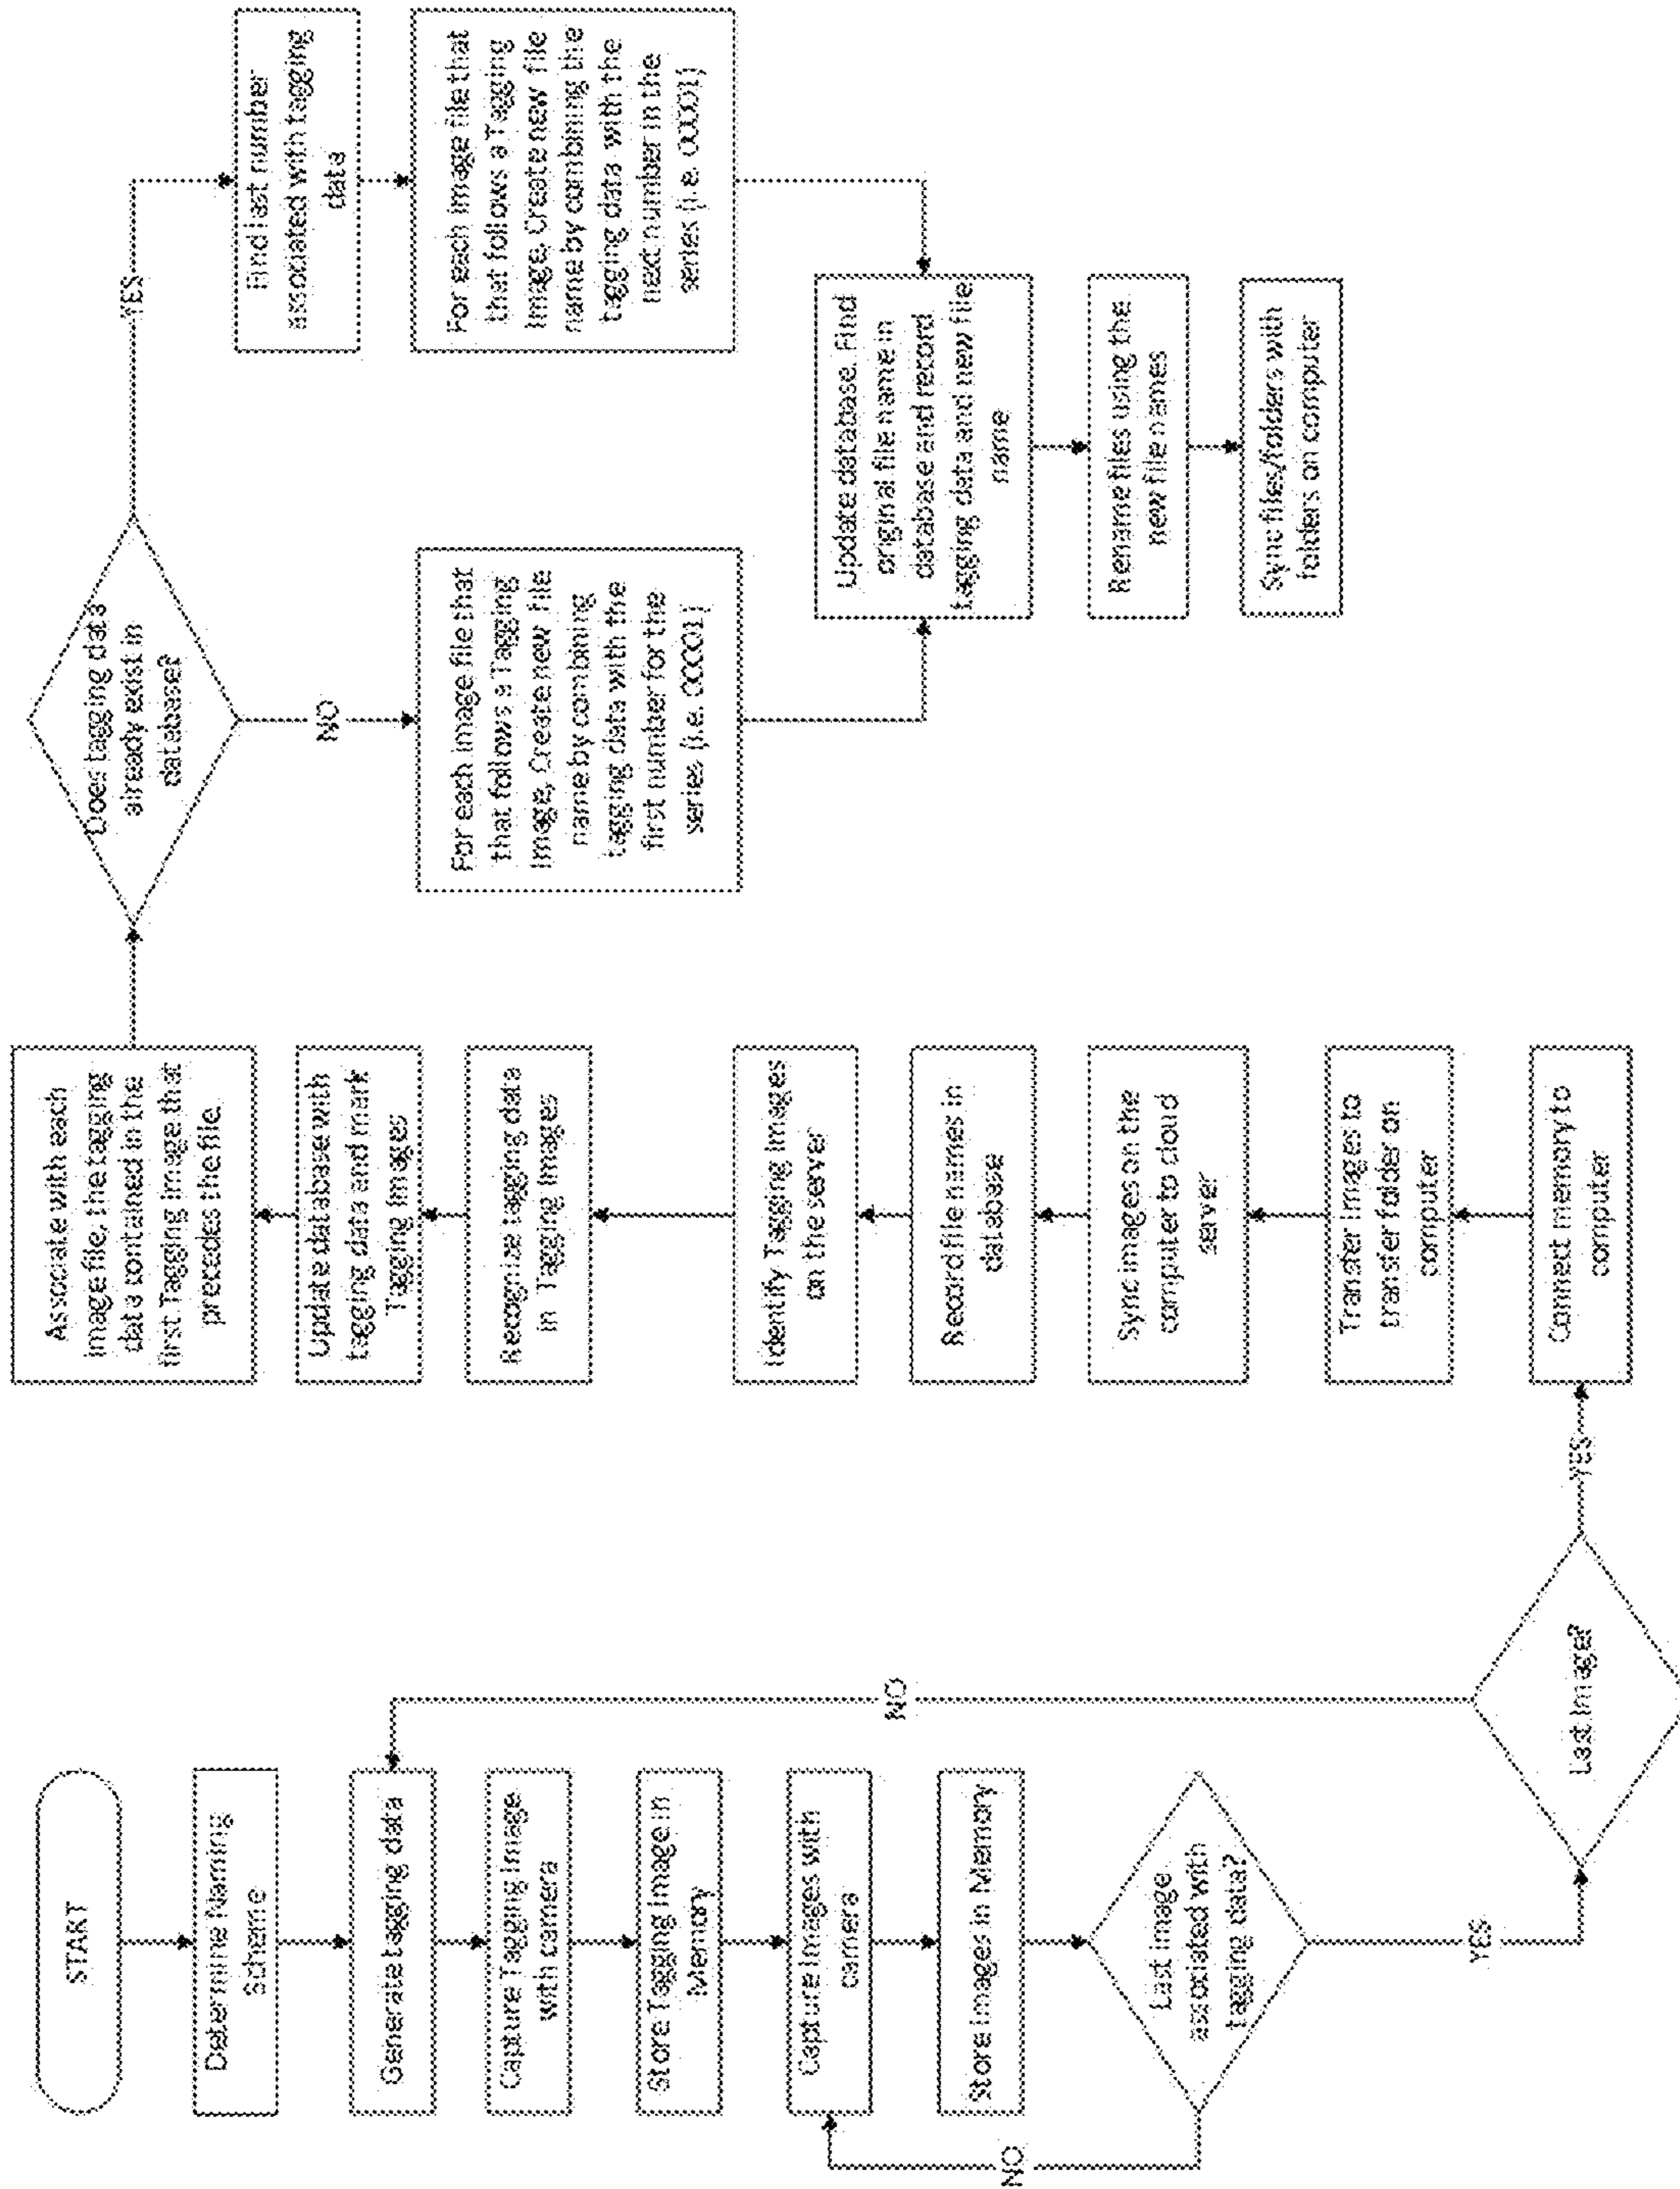 START
Determine Naming
Scheme
Generate tagging data
Capture Tagging Image
with camera
Store Tagging Image in
Memory
Capture Images with
camera
Store Images in Memory
Last Image
associated with
tagging data?
NO
YES
Last Image?
NO
YES
Connect memory to
computer
Transfer Images to
transfer folder on
computer
Sync images on the
computer to cloud
server
Record file names in
database
Identify Tagging Images
on the server
Recognize tagging data
in Tagging Images
Update database with
tagging data and mark
Tagging Images
Associate with each
image file, the tagging
data contained in the
first Tagging Image that
precedes the file.
Does tagging data
already exist in
database?
NO
YES
For each image file that
that follows a Tagging
Image, Create new file
name by combining
tagging data with the
first number for the
series (i.e. 00001)
Find last number
associated with tagging
data
For each image file that
that follows a Tagging
Image, Create new file
name by combining the
tagging data with the
next number in the
series (i.e. 00001)
Update database. Find
original file name in
database and record
tagging data and new file
name
Rename files using the
new file names
Sync files/folders with
folders on computer